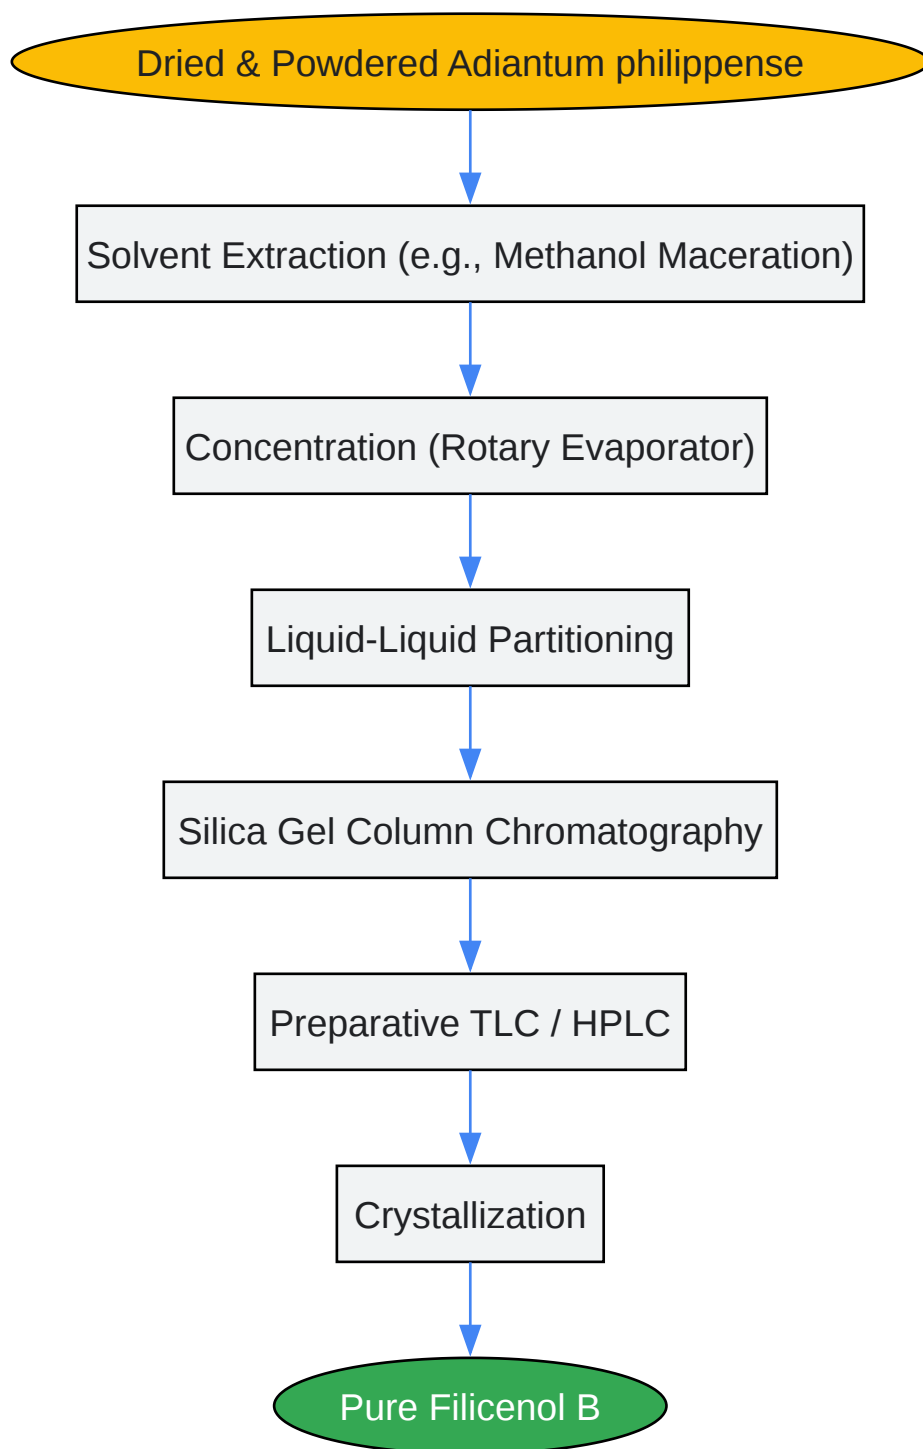 Dried & Powdered Adiantum philippense
Solvent Extraction (e.g., Methanol Maceration)
Concentration (Rotary Evaporator)
Liquid-Liquid Partitioning
Silica Gel Column Chromatography
Preparative TLC / HPLC
Crystallization
Pure Filicenol B